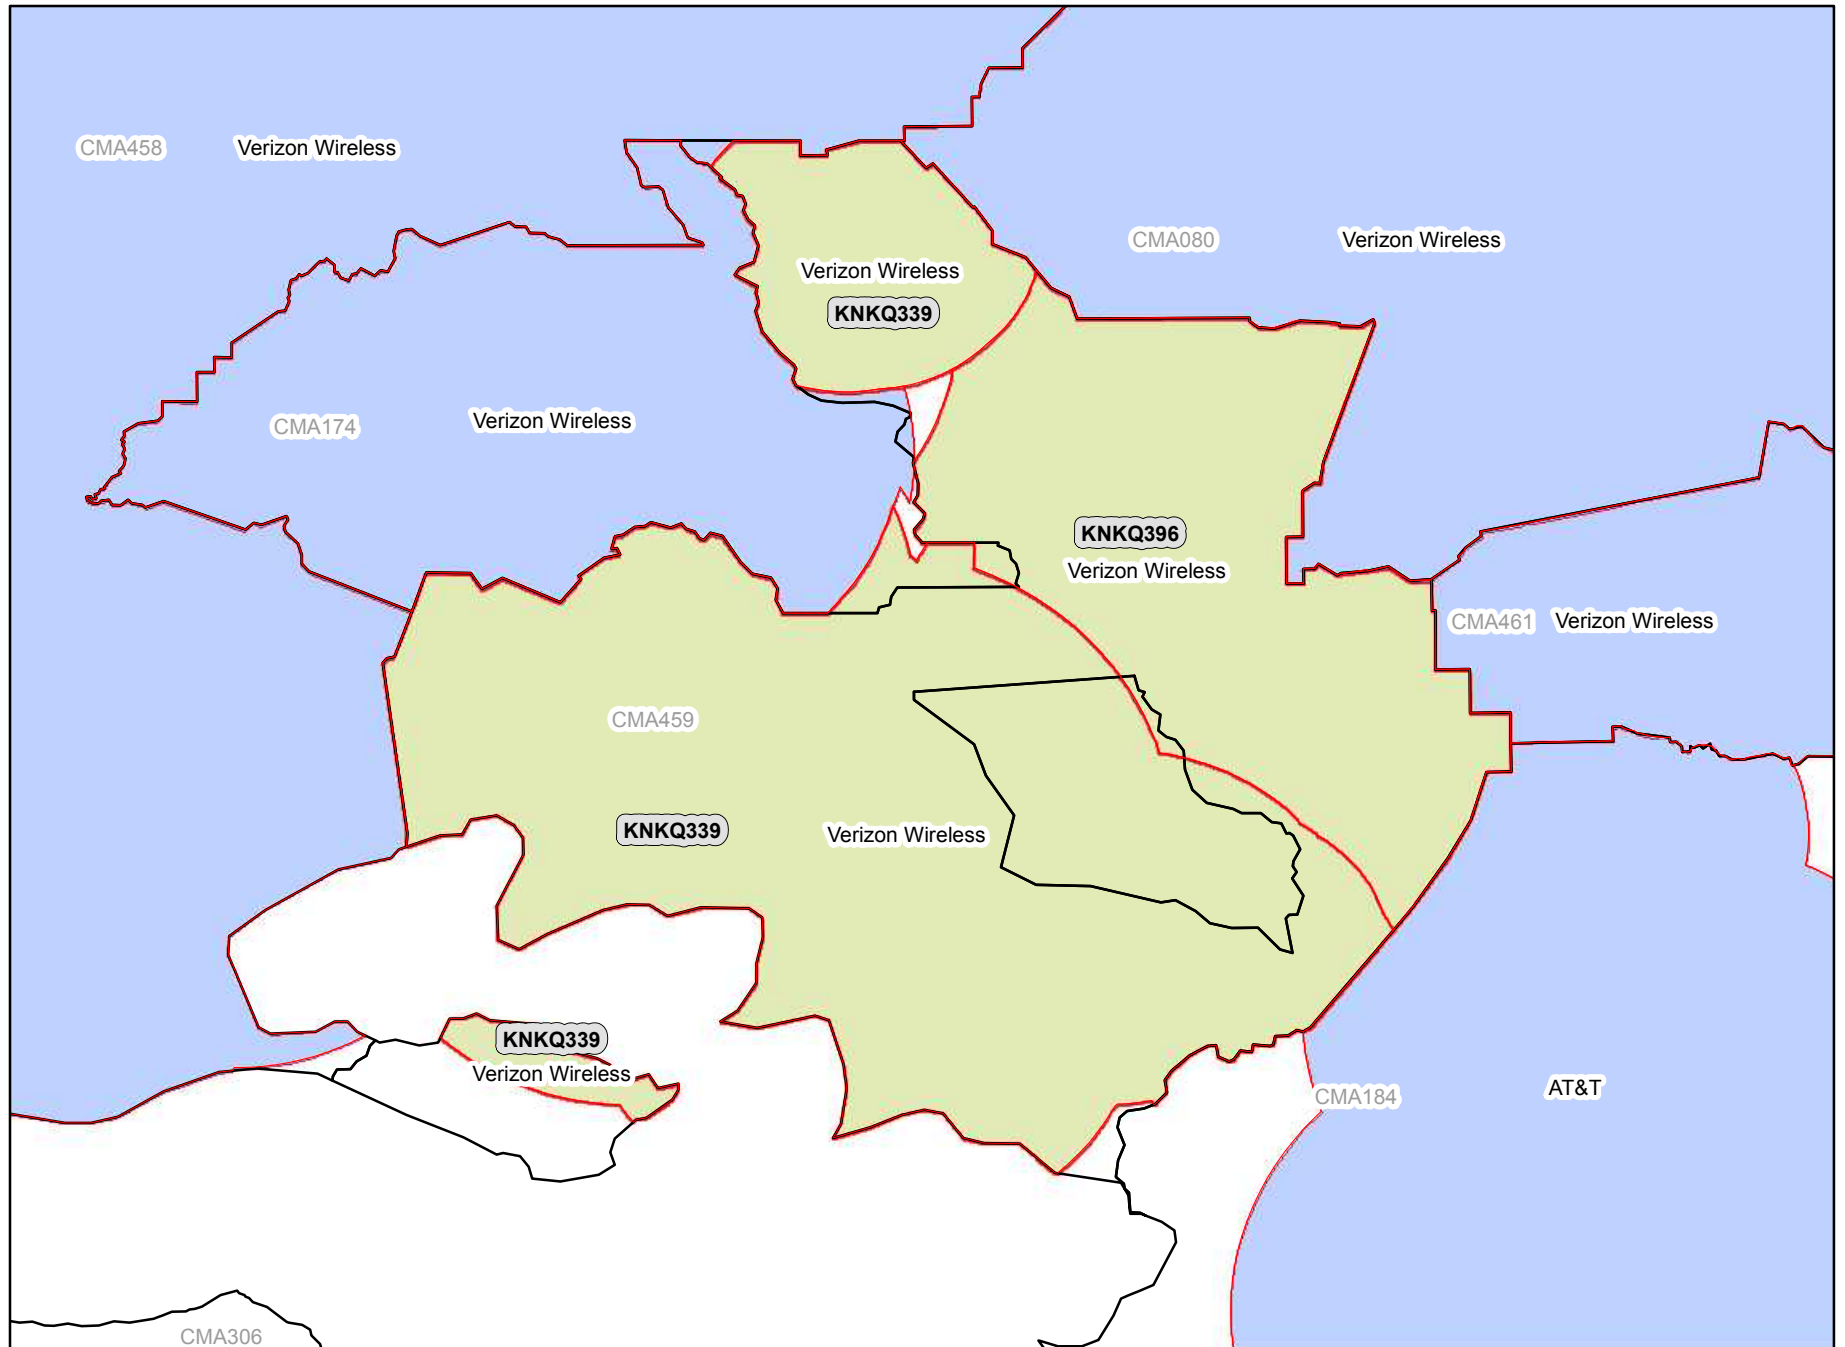 CMA458 Verizon Wireless
CMA080 Verizon Wireless
Verizon Wireless
KNKQ339
CMA174 Verizon Wireless
KNKQ396
Verizon Wireless
CMA461 Verizon Wireless
CMA459
KNKQ339 Verizon Wireless
KNKQ339
Verizon Wireless
CMA184 AT&T
CMA306